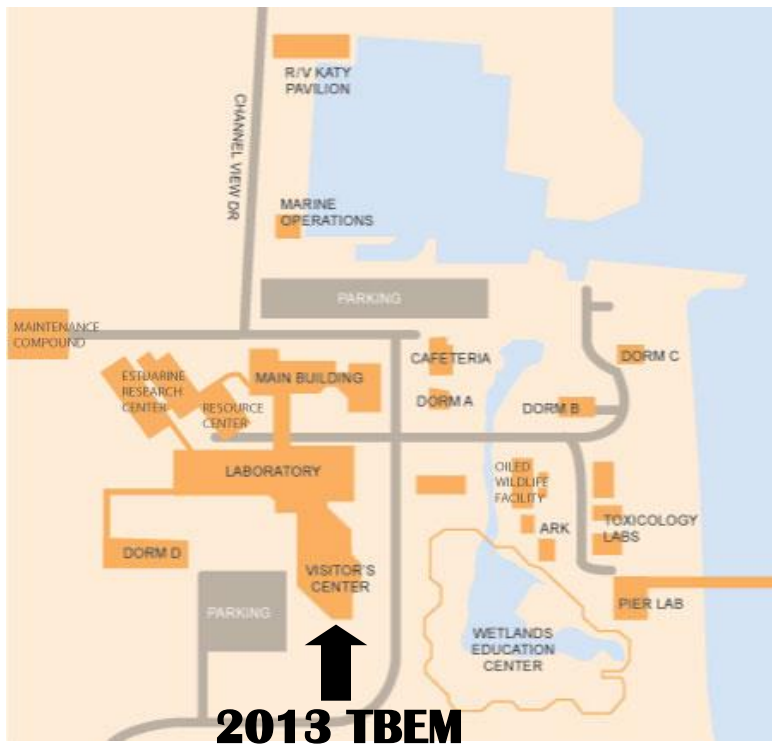 R/V KATY
PAVILION
CHANNEL VIEW DR
MARINE
OPERATIONS
PARKING
MAINTENANCE
COMPOUND
CAFETERIA
DORM C
ESTUARINE
RESEARCH
CENTER
MAIN BUILDING
RESOURCE
CENTER
DORM A
DORM B
LABORATORY
OILED
WILDLIFE
FACILITY
ARK
TOXICOLOGY
LABS
DORM D
VISITOR'S
CENTER
PARKING
PIER LAB
WETLANDS
EDUCATION
CENTER
2013 TBEM